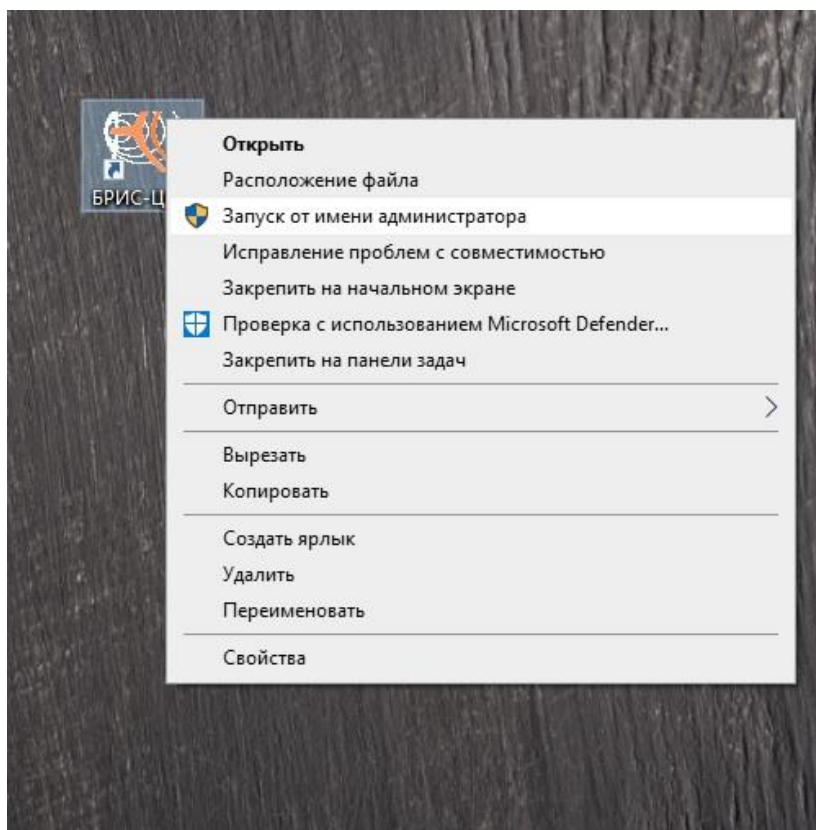 БРИС-Ц
Открыть
Расположение файла
Запуск от имени администратора
Исправление проблем с совместимостью
Закрепить на начальном экране
Проверка с использованием Microsoft Defender...
Закрепить на панели задач
Отправить
Вырезать
Копировать
Создать ярлык
Удалить
Переименовать
Свойства